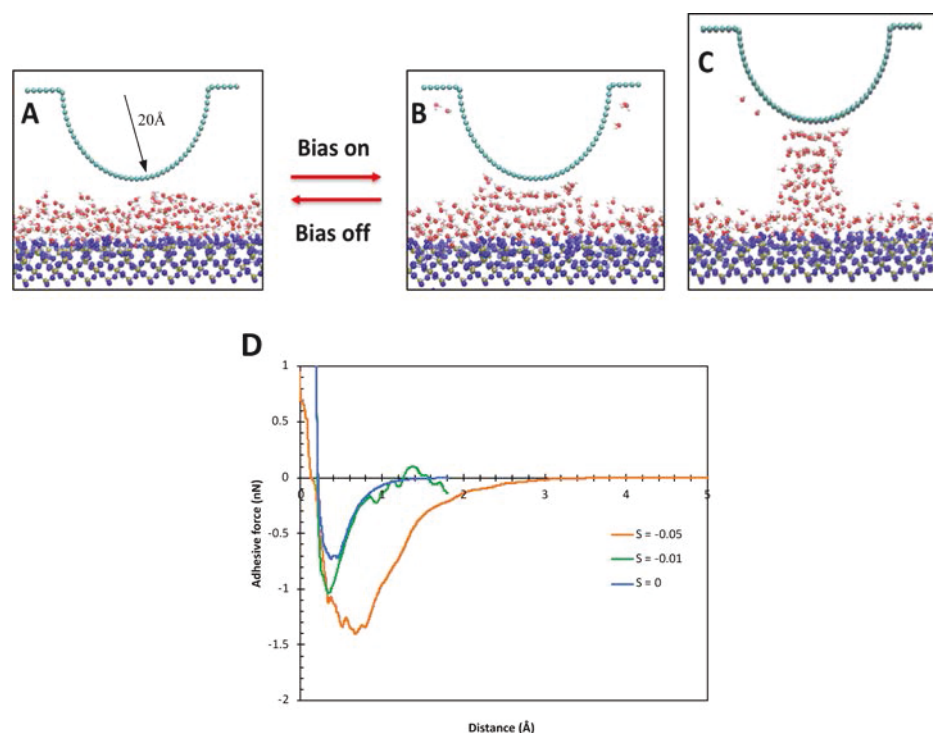 A
20Å
Bias on
Bias off
B
C
D
1
0.5
0
-0.5
-1
-1.5
-2
0 1 2 3 4 5
Adhesive force (nN)
S = -0.05
S = -0.01
S = 0
Distance (Å)